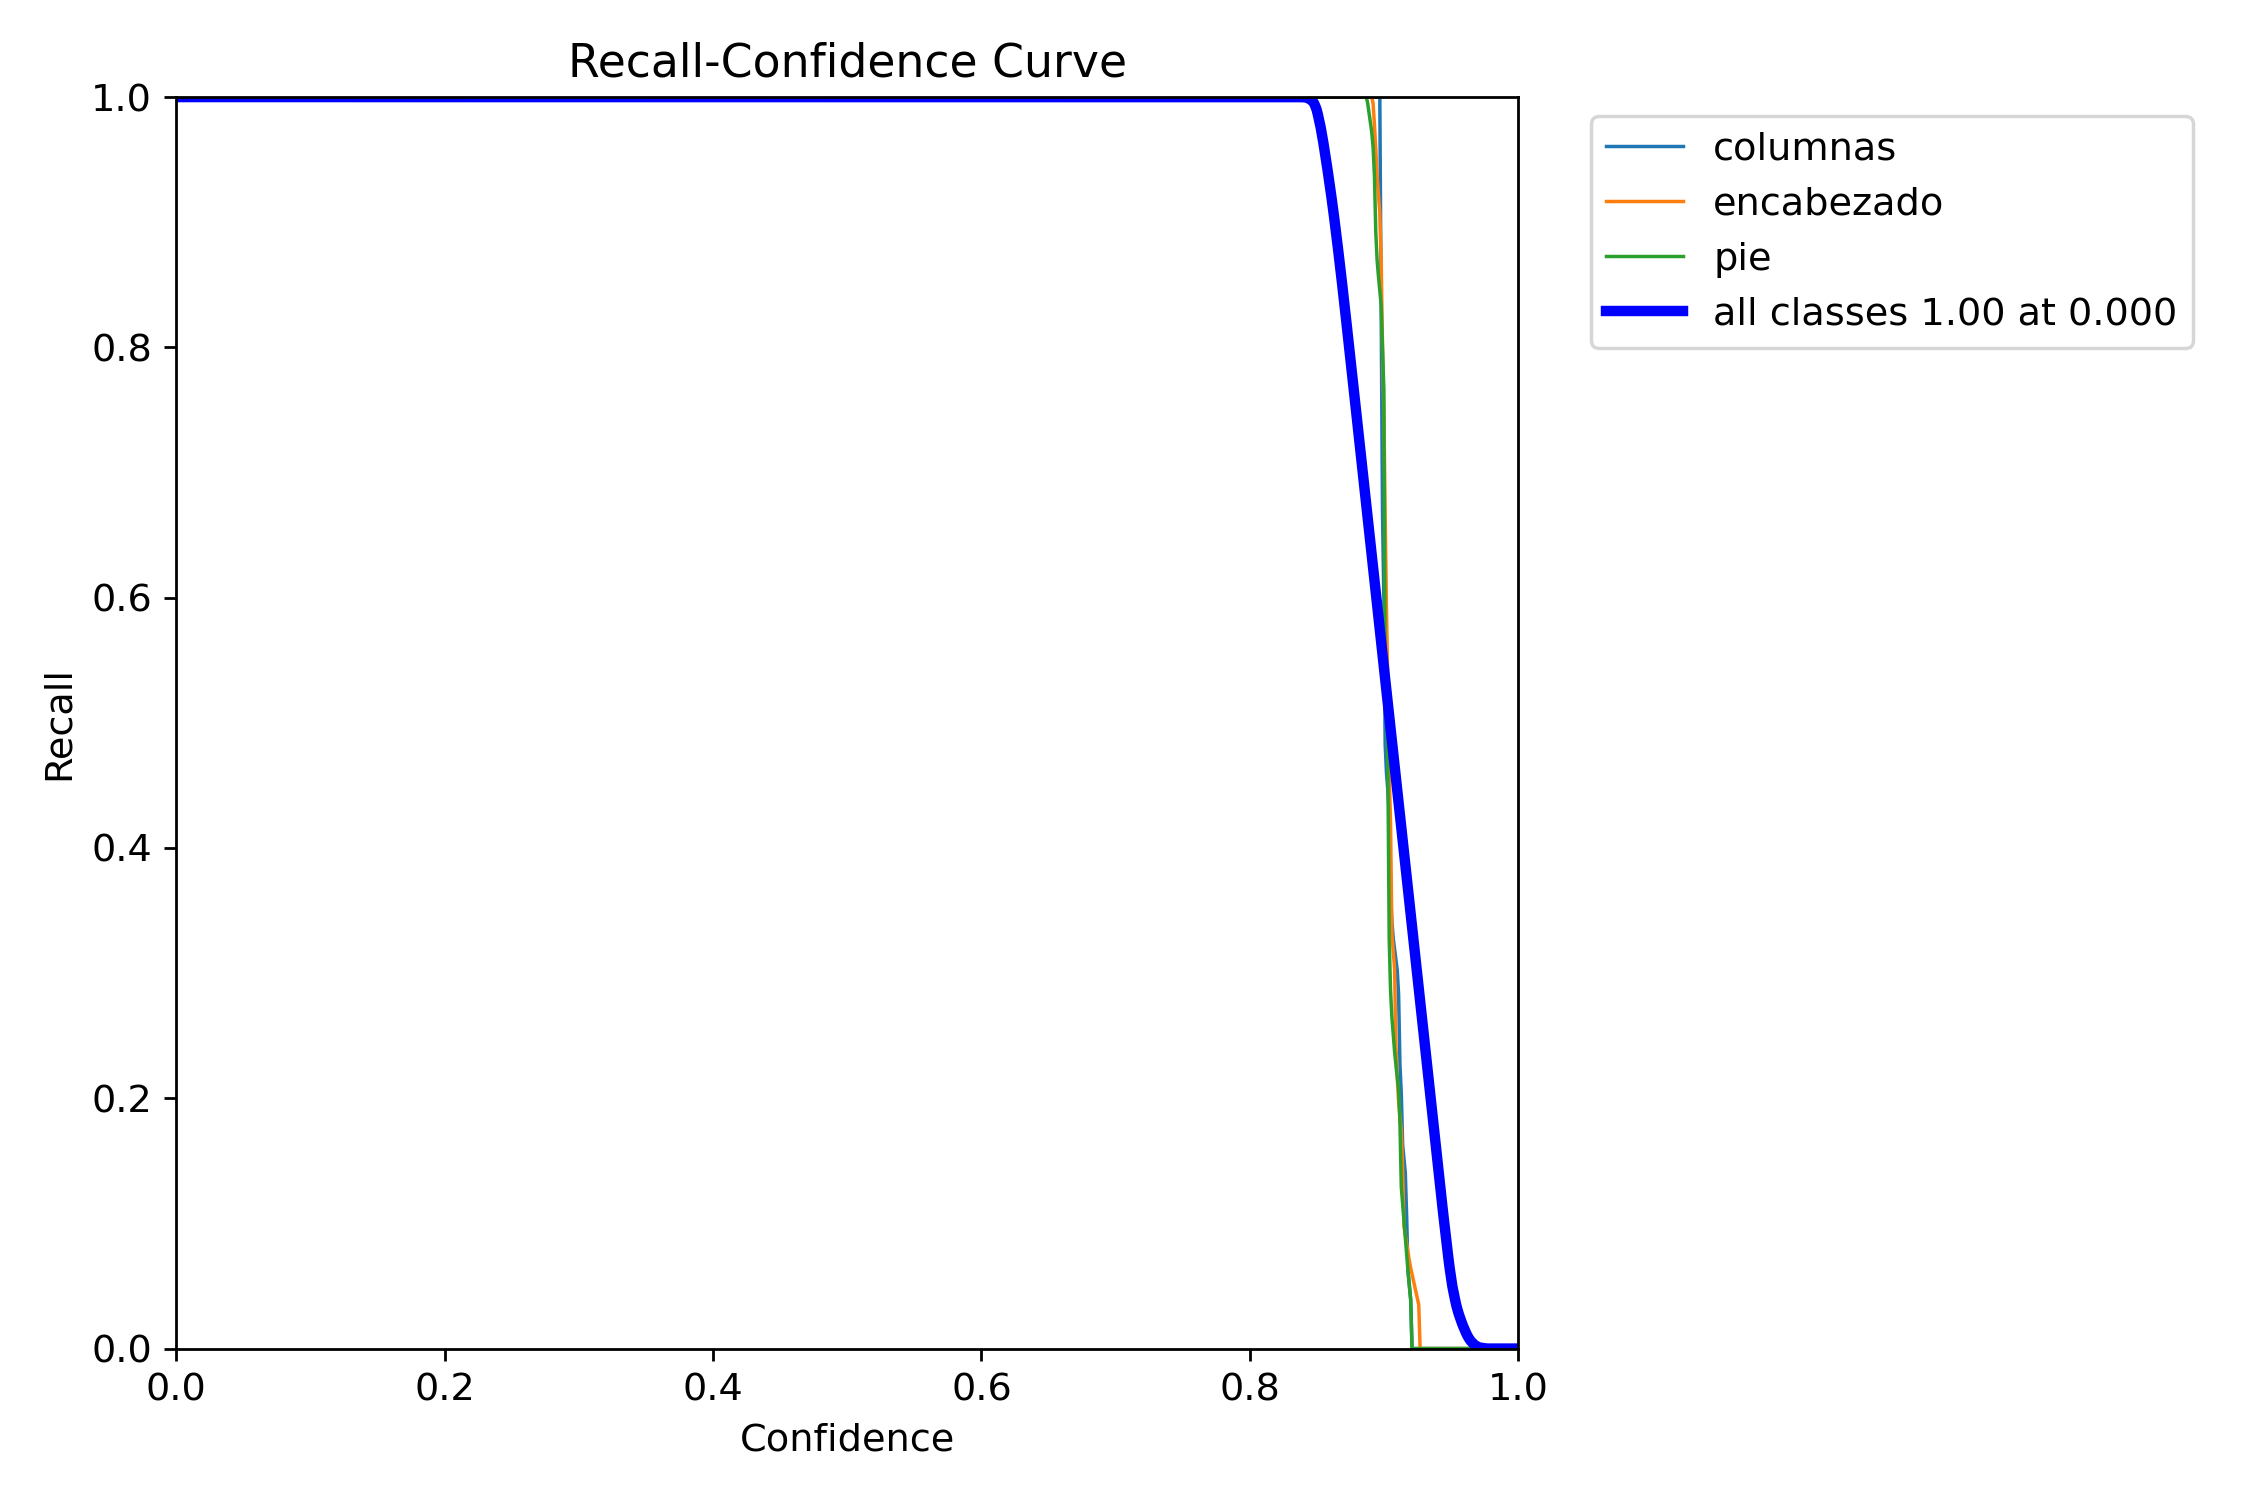 Recall-Confidence Curve
1.0
0.8
0.6
0.4
0.2
0.0
Recall
0.0 0.2 0.4 0.6 0.8 1.0
Confidence
columnas
encabezado
pie
all classes 1.00 at 0.000